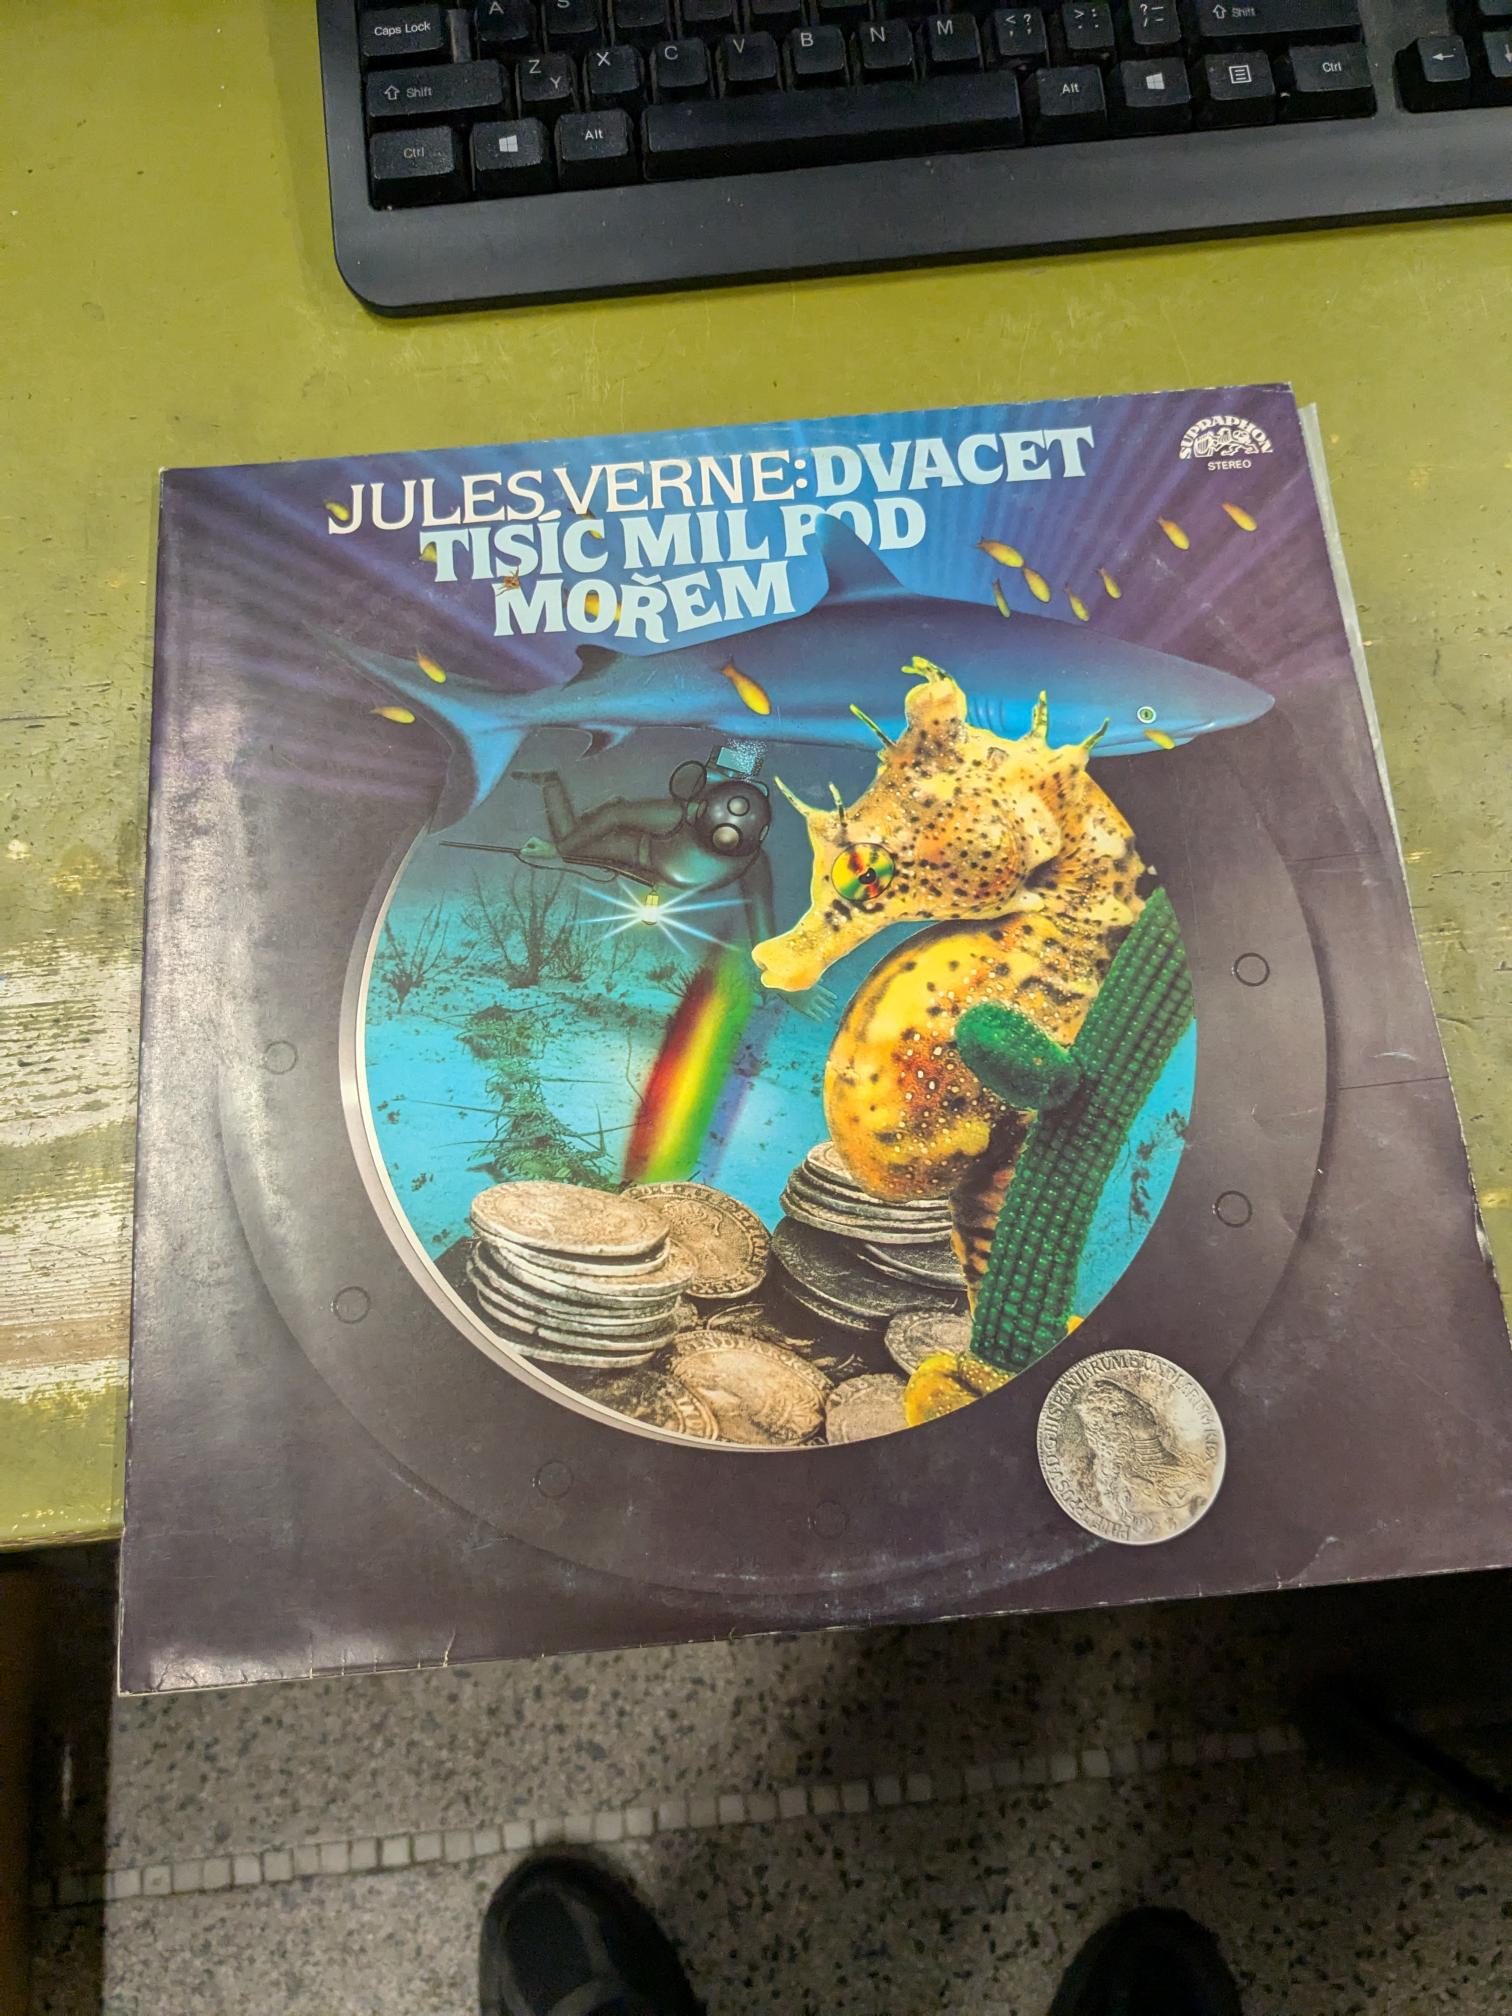 Caps Lock
A
S
Shift
Z
Y
X
C
V
B
N
M
< ?
, ;
> :
. :
? _
Shift
Ctrl
Alt
Alt
Ctrl
←
JULES VERNE: DVACET
TISÍC MIL POD
MOŘEM
SUPRAPHON
STEREO